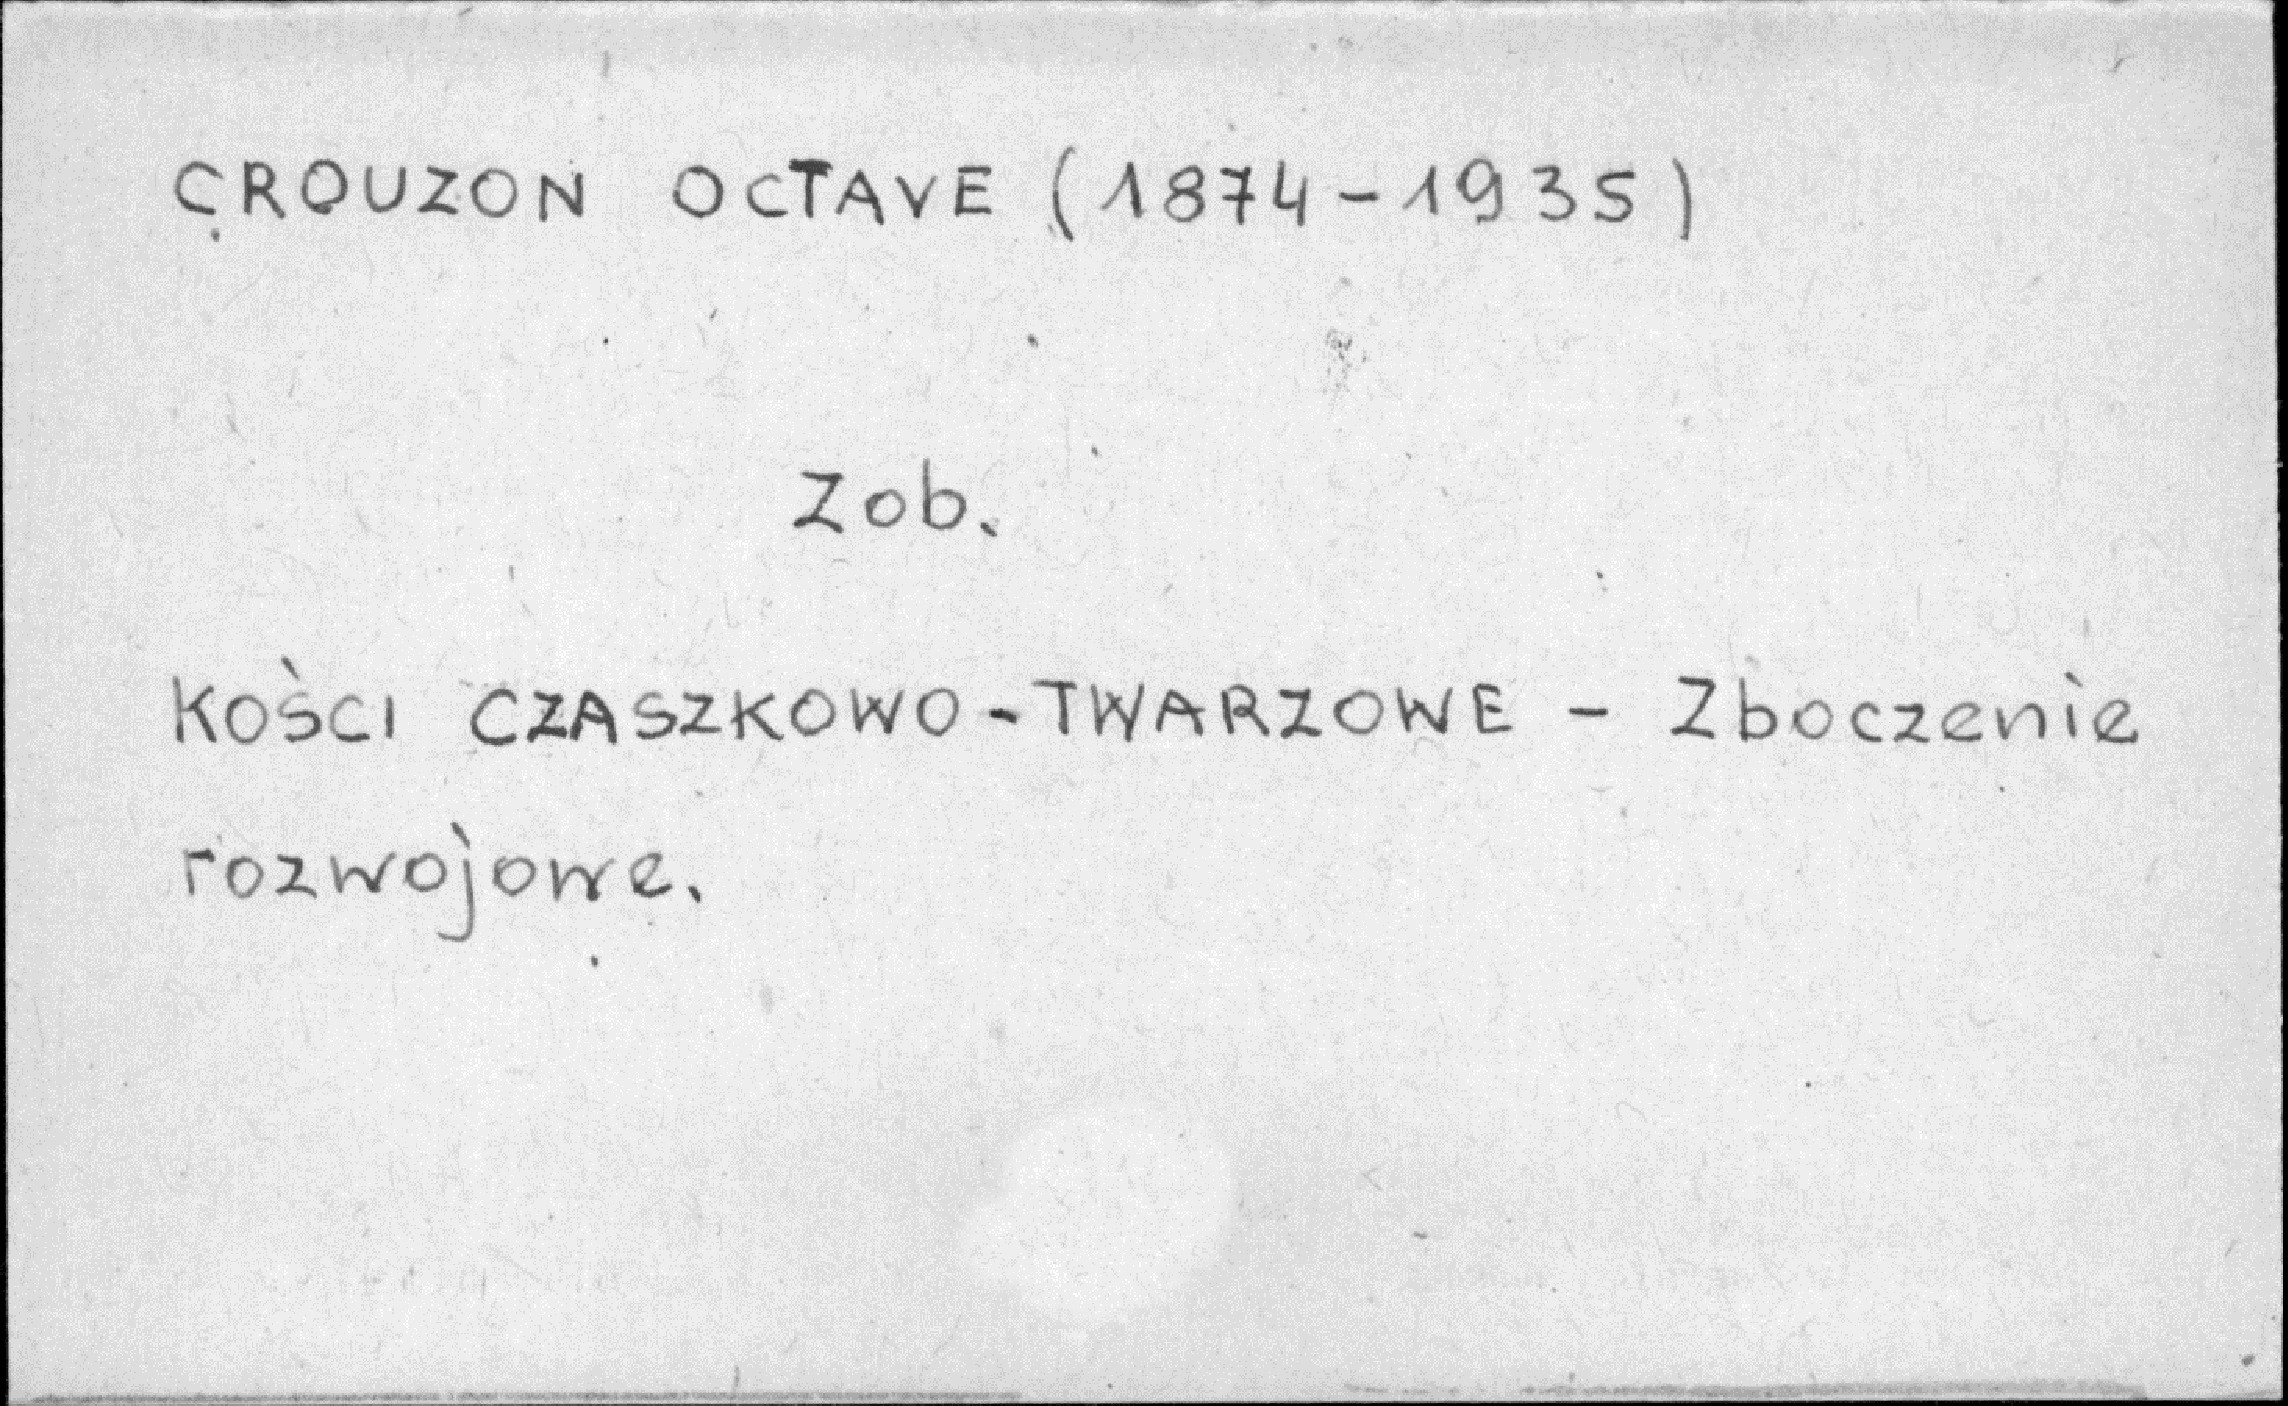 CROUZON OCTAVE (1874-1935)
Zob.
KOŚCI CZASZKOWO-TWARZOWE - Zboczenie
rozwojowe.